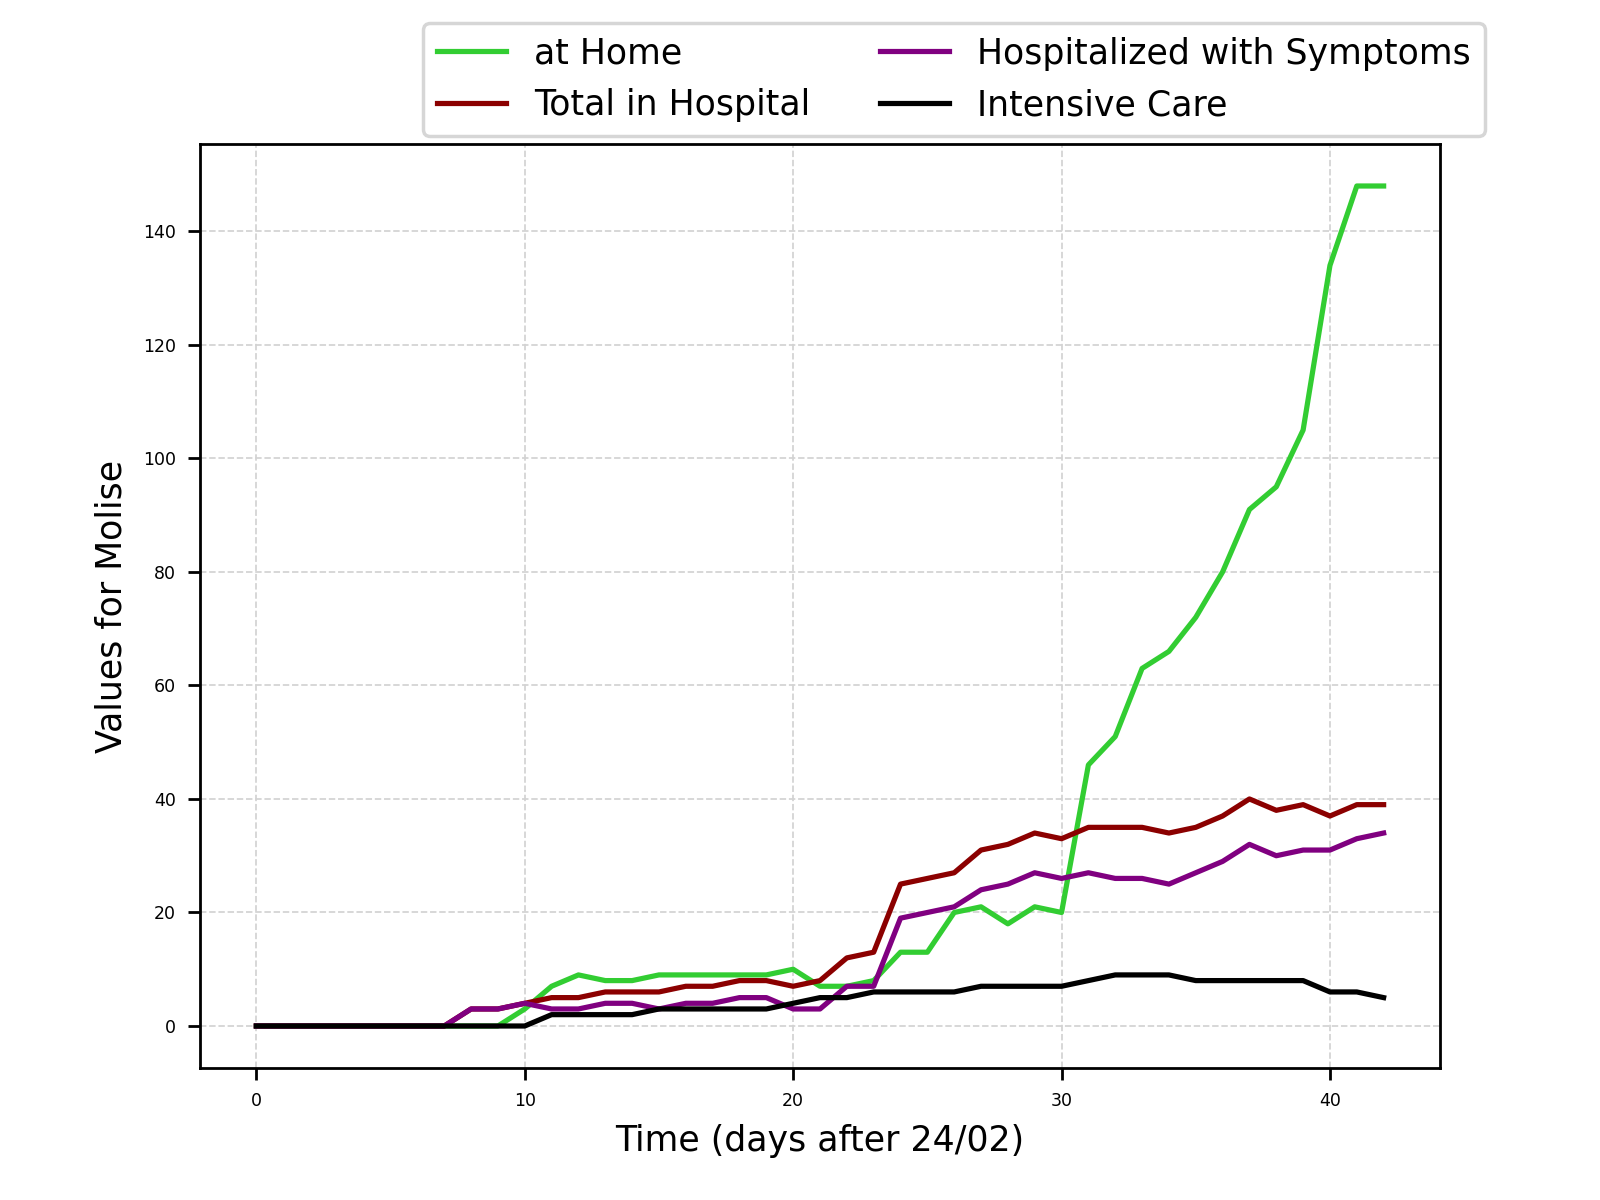 at Home
Total in Hospital
Hospitalized with Symptoms
Intensive Care
Values for Molise
140
120
100
80
60
40
20
0
0 10 20 30 40
Time (days after 24/02)